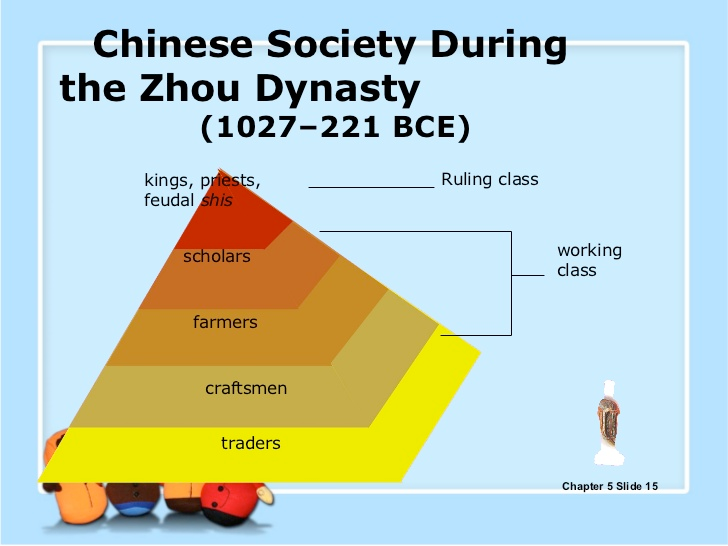 Chinese Society During
the Zhou Dynasty
(1027–221 BCE)
kings, priests,
feudal shis
Ruling class
scholars
working
class
farmers
craftsmen
traders
Chapter 5 Slide 15